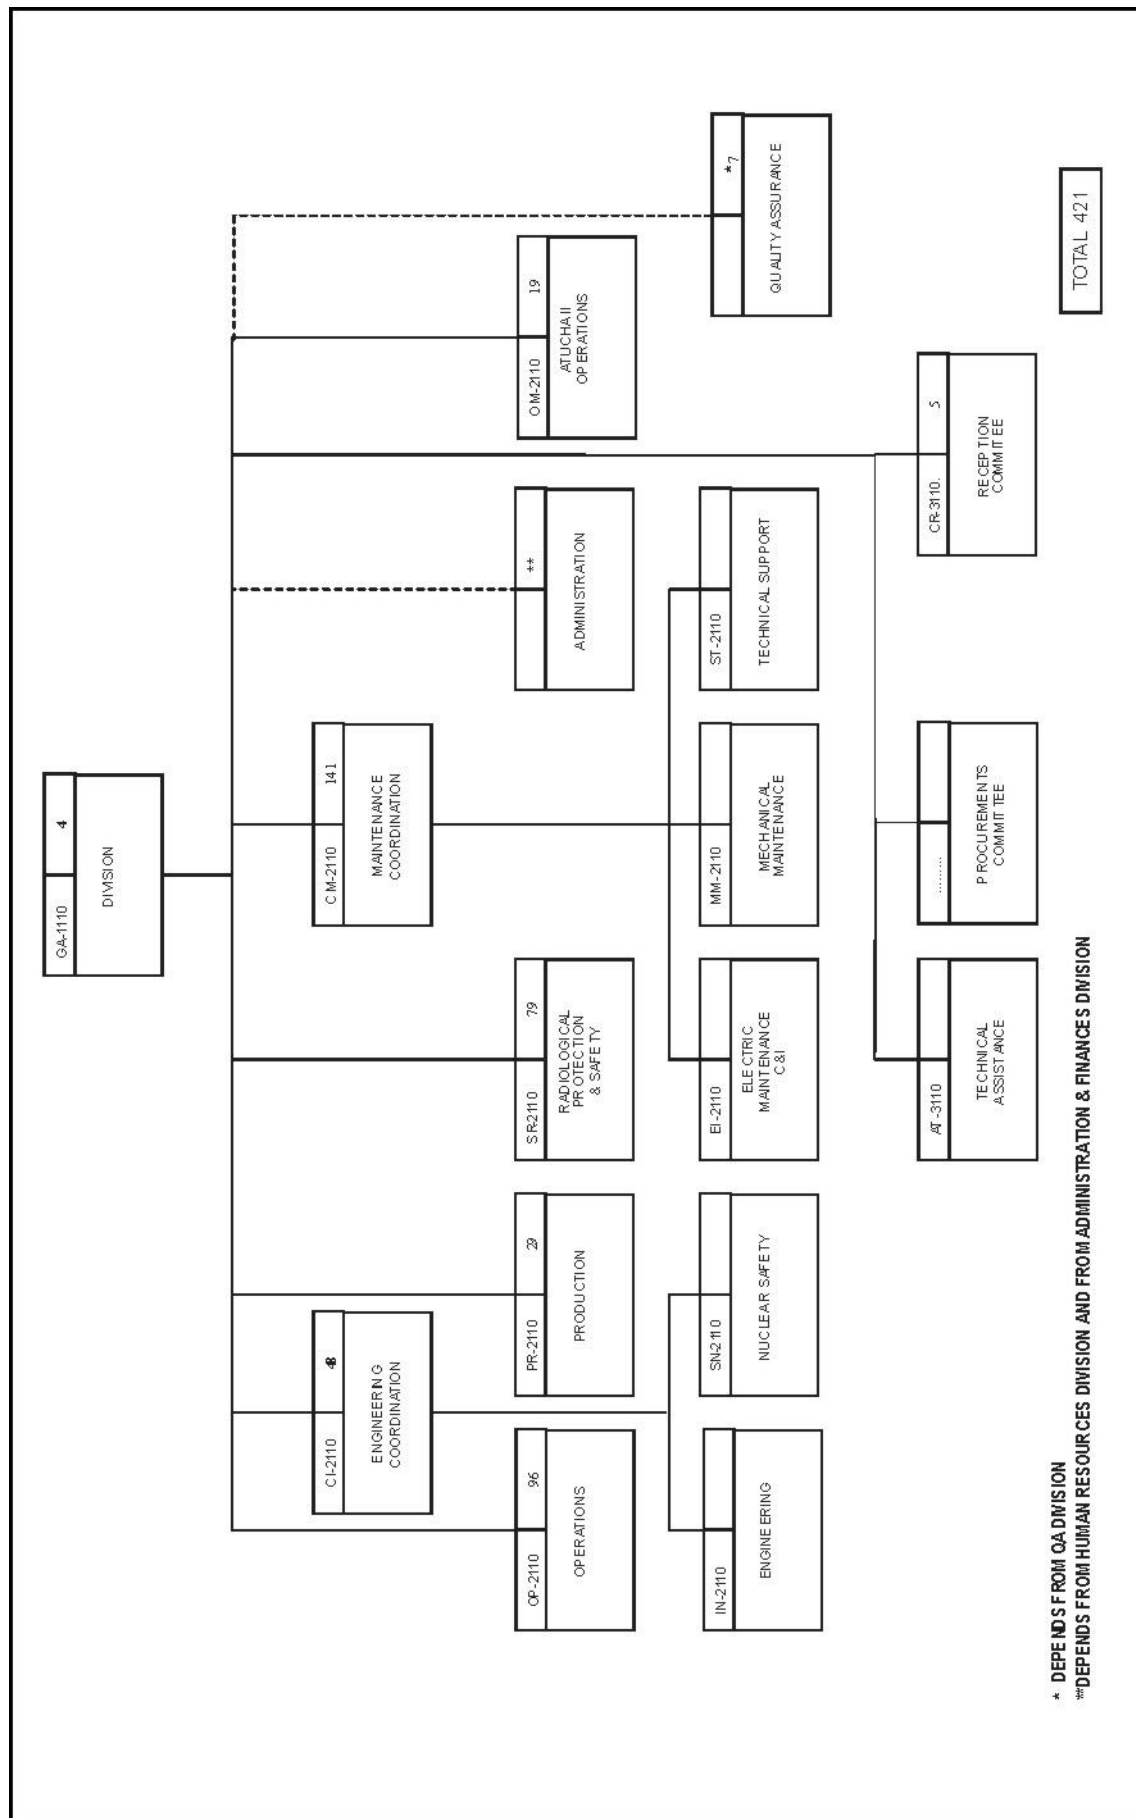 GA-1110 4
DIVISION
CI-2110 48
ENGINEERING
COORDINATION
CM-2110 141
MAINTENANCE
COORDINATION
OP-2110 96
OPERATIONS
PR-2110 29
PRODUCTION
SR-2110 79
RADIOLOGICAL
PROTECTION
& SAFETY
**
ADMINISTRATION
OM-2110 19
ATUCHA II
OPERATIONS
IN-2110
ENGINEERING
SN-2110
NUCLEAR SAFETY
EI-2110
ELECTRIC
MAINTENANCE
C&I
MM-2110
MECHANICAL
MAINTENANCE
ST-2110
TECHNICAL SUPPORT
*7
QUALITY ASSURANCE
AT-3110
TECHNICAL
ASSISTANCE
.........
PROCUREMENTS
COMMITTEE
CR-3110. 5
RECEPTION
COMMITEE
TOTAL 421
* DEPENDS FROM QA DIVISION
**DEPENDS FROM HUMAN RESOURCES DIVISION AND FROM ADMINISTRATION & FINANCES DIVISION